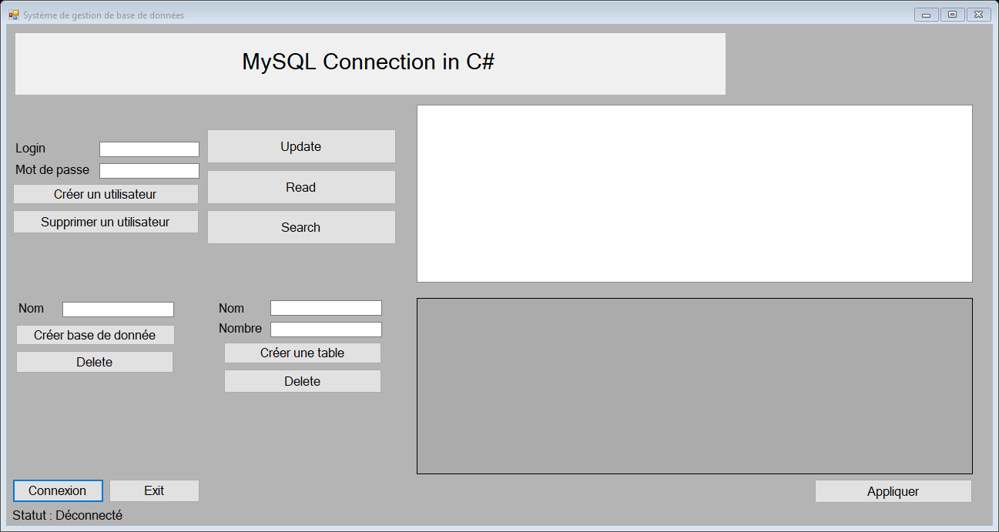 Système de gestion de base de données
MySQL Connection in C#
Login
Mot de passe
Créer un utilisateur
Supprimer un utilisateur
Update
Read
Search
Nom
Créer base de donnée
Delete
Nom
Nombre
Créer une table
Delete
Connexion
Exit
Appliquer
Statut : Déconnecté